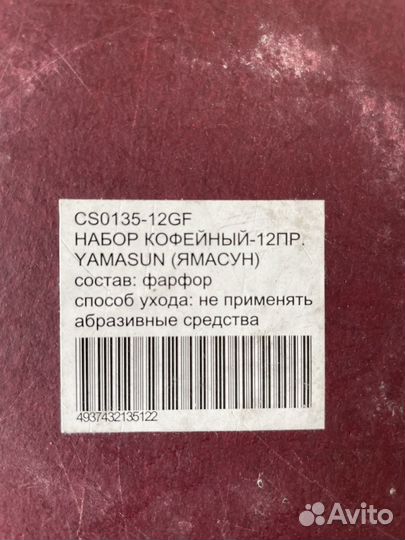 CS0135-12GF
НАБОР КОФЕЙНЫЙ-12ПР.
YAMASUN (ЯМАСУН)
состав: фарфор
способ ухода: не применять
абразивные средства
4937432135122
Avito